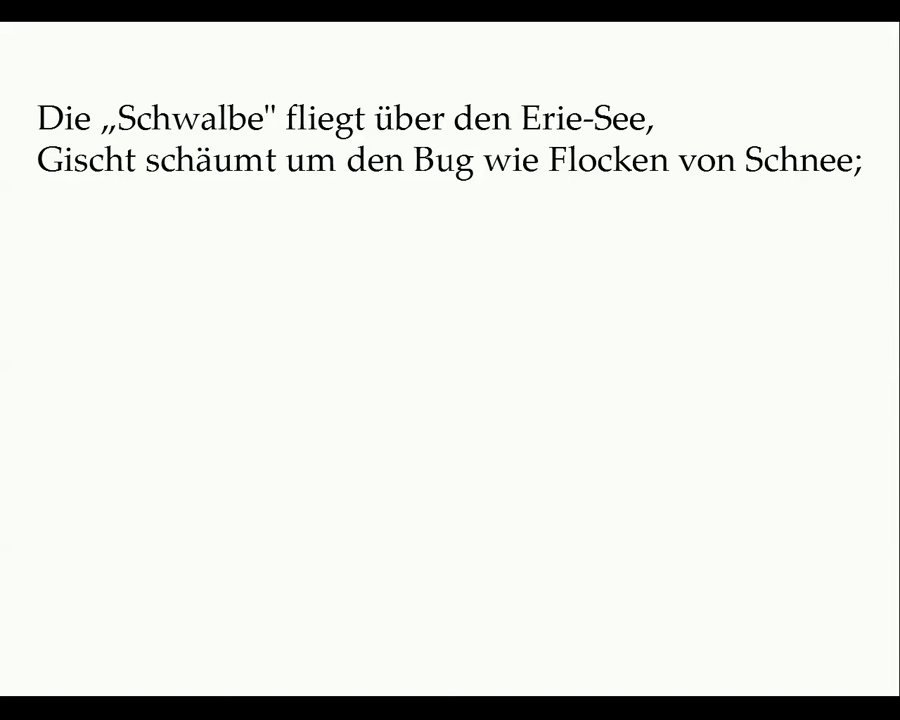 Die „Schwalbe" fliegt über den Erie-See,
Gischt schäumt um den Bug wie Flocken von Schnee;